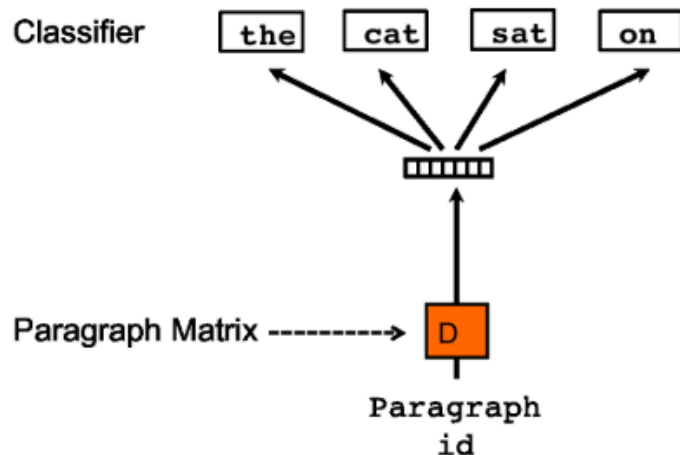 Classifier the cat sat on
Paragraph Matrix D
Paragraph
id